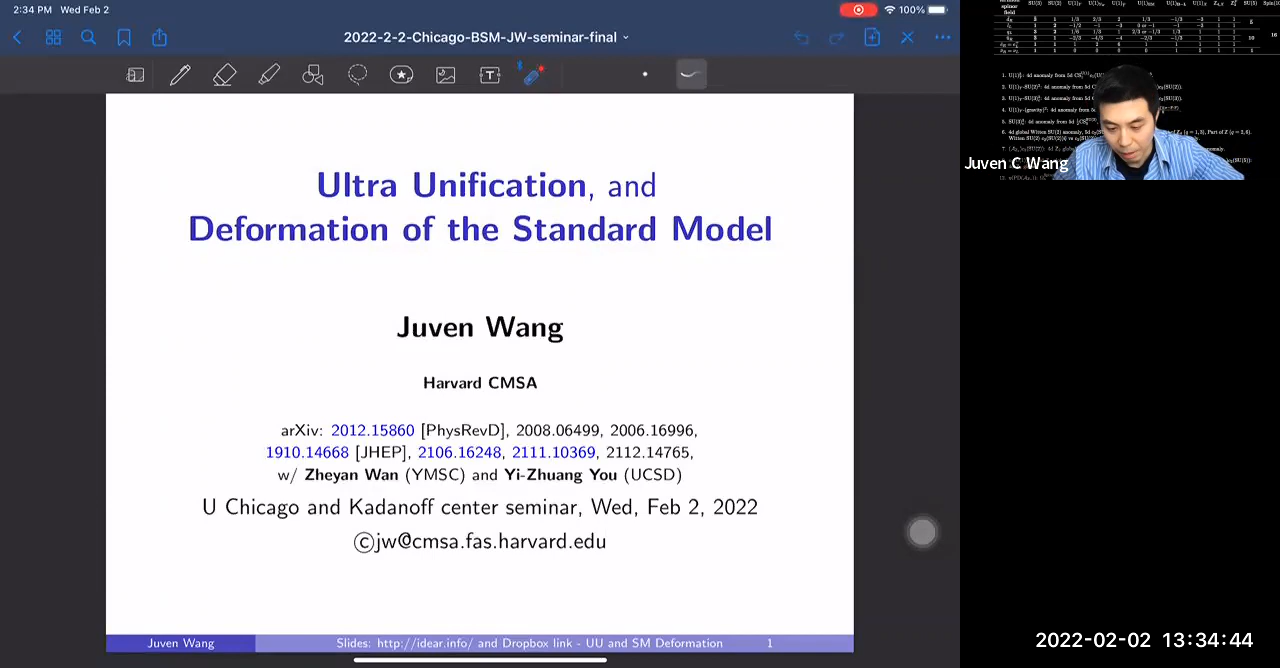 2:34 PM Wed Feb 2
100%
2022-2-2-Chicago-BSM-JW-seminar-final
Ultra Unification, and
Deformation of the Standard Model
Juven Wang
Harvard CMSA
arXiv: 2012.15860 [PhysRevD], 2008.06499, 2006.16996,
1910.14668 [JHEP], 2106.16248, 2111.10369, 2112.14765,
w/ Zheyan Wan (YMSC) and Yi-Zhuang You (UCSD)
U Chicago and Kadanoff center seminar, Wed, Feb 2, 2022
©jw@cmsa.fas.harvard.edu
Juven Wang
Slides: http://idear.info/ and Dropbox link - UU and SM Deformation 1
Juven C Wang
2022-02-02 13:34:44